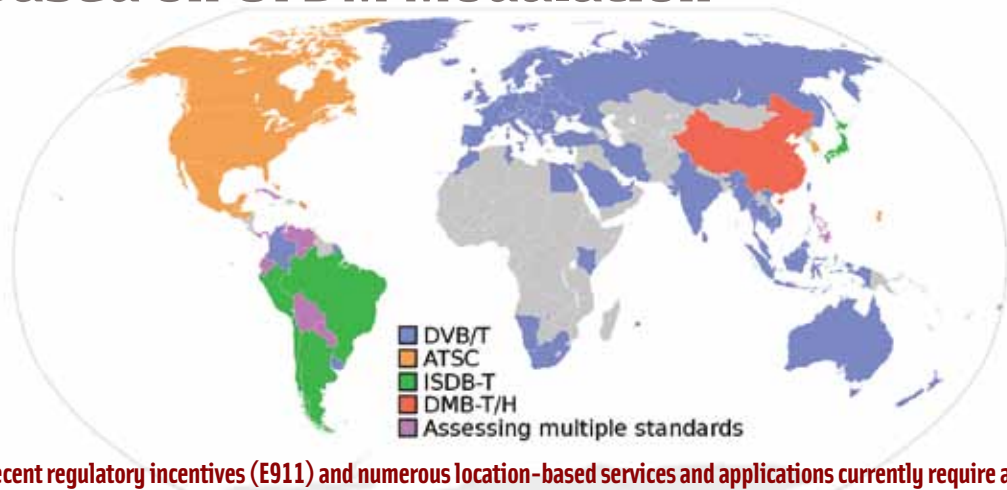 DVB/T
ATSC
ISDB-T
DMB-T/H
Assessing multiple standards
ecent regulatory incentives (E911) and numerous location-based services and applications currently require a